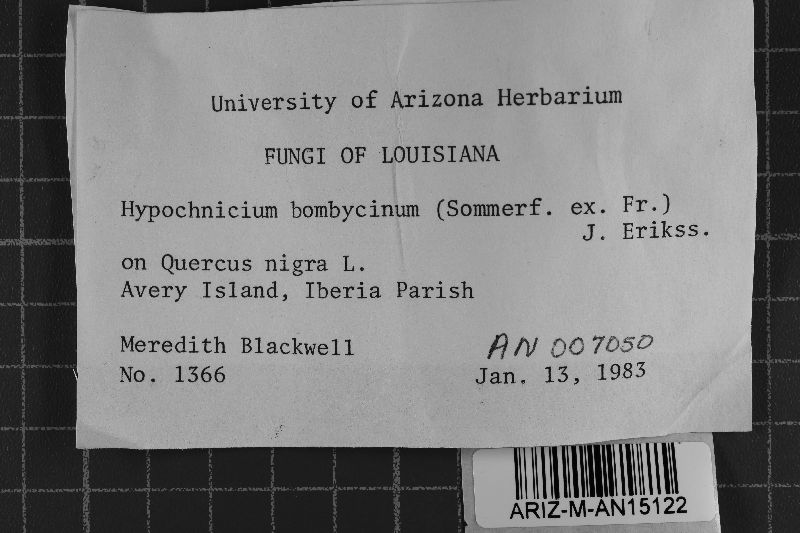 University of Arizona Herbarium
FUNGI OF LOUISIANA
Hypochnicium bombycinum (Sommerf. ex. Fr.)
J. Erikss.
on Quercus nigra L.
Avery Island, Iberia Parish
Meredith Blackwell
AN 007050
No. 1366
Jan. 13, 1983
ARIZ-M-AN15122